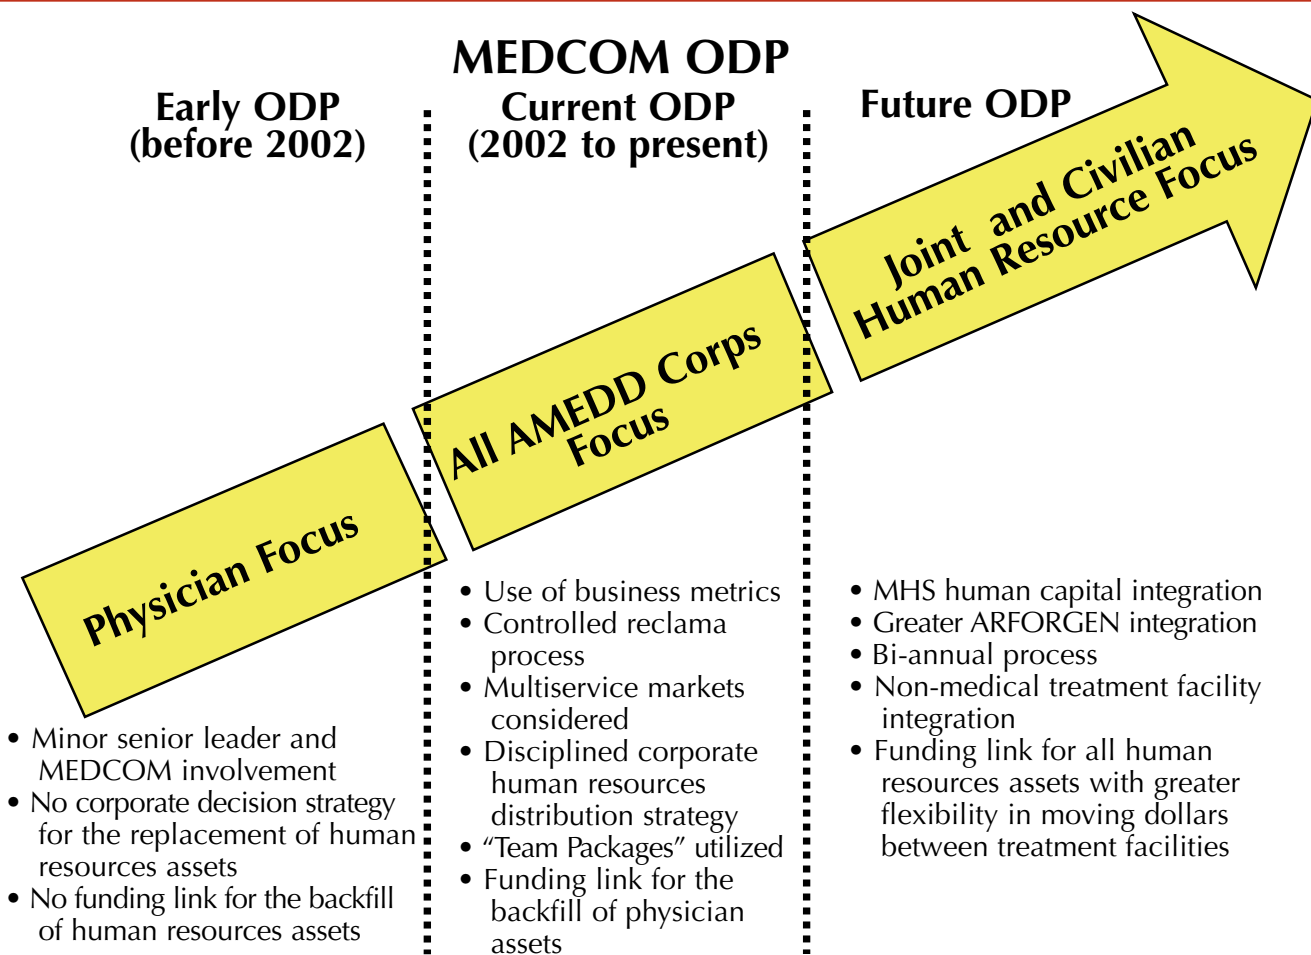 MEDCOM ODP
Early ODP
(before 2002)
Current ODP
(2002 to present)
Future ODP
Physician Focus
All AMEDD Corps
Focus
Joint and Civilian
Human Resource Focus
• Minor senior leader and
MEDCOM involvement
• No corporate decision strategy
for the replacement of human
resources assets
• No funding link for the backfill
of human resources assets
• Use of business metrics
• Controlled reclama
process
• Multiservice markets
considered
• Disciplined corporate
human resources
distribution strategy
• “Team Packages” utilized
• Funding link for the
backfill of physician
assets
• MHS human capital integration
• Greater ARFORGEN integration
• Bi-annual process
• Non-medical treatment facility
integration
• Funding link for all human
resources assets with greater
flexibility in moving dollars
between treatment facilities